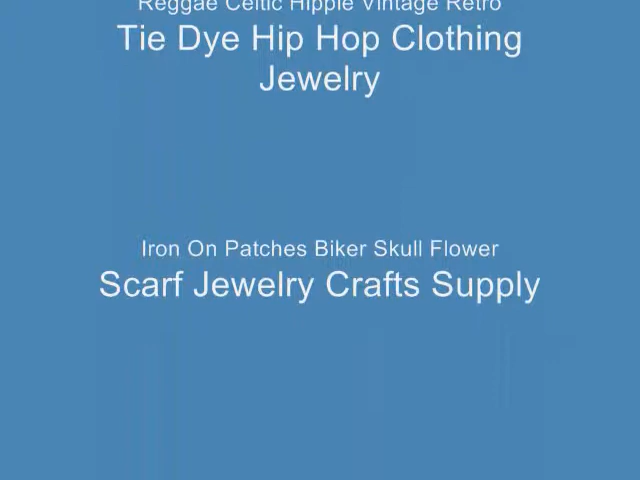 Reggae Celtic Hippie Vintage Retro
Tie Dye Hip Hop Clothing
Jewelry
Iron On Patches Biker Skull Flower
Scarf Jewelry Crafts Supply